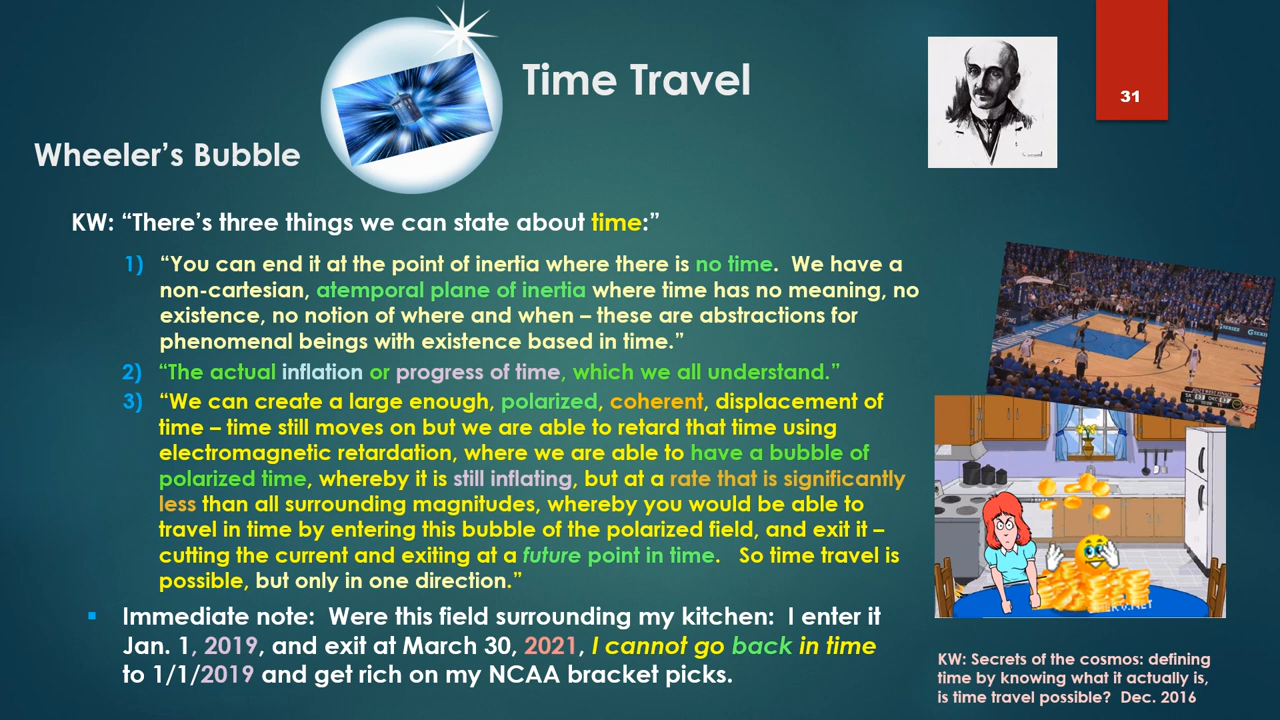 Time Travel
31
Wheeler's Bubble
KW: “There's three things we can state about time:”
1) “You can end it at the point of inertia where there is no time. We have a
non-cartesian, atemporal plane of inertia where time has no meaning, no
existence, no notion of where and when – these are abstractions for
phenomenal beings with existence based in time.”
2) “The actual inflation or progress of time, which we all understand.”
3) “We can create a large enough, polarized, coherent, displacement of
time – time still moves on but we are able to retard that time using
electromagnetic retardation, where we are able to have a bubble of
polarized time, whereby it is still inflating, but at a rate that is significantly
less than all surrounding magnitudes, whereby you would be able to
travel in time by entering this bubble of the polarized field, and exit it –
cutting the current and exiting at a future point in time. So time travel is
possible, but only in one direction.”
▪ Immediate note: Were this field surrounding my kitchen: I enter it
Jan. 1, 2019, and exit at March 30, 2021, I cannot go back in time
to 1/1/2019 and get rich on my NCAA bracket picks.
KW: Secrets of the cosmos: defining
time by knowing what it actually is,
is time travel possible? Dec. 2016